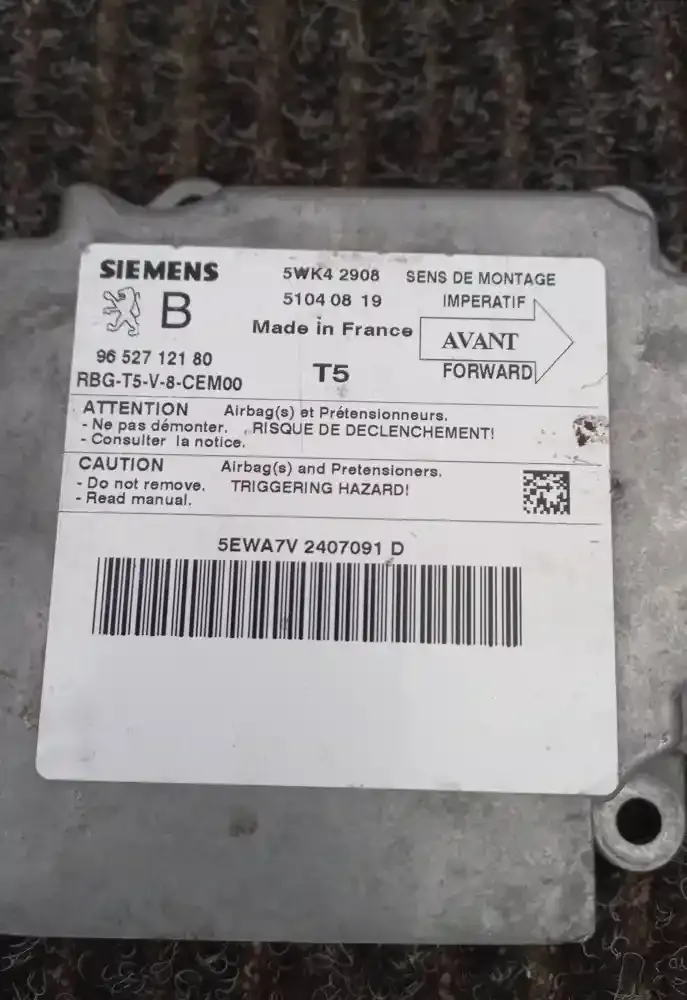 SIEMENS 5WK4 2908 SENS DE MONTAGE
B 5104 08 19 IMPERATIF
Made in France AVANT
96 527 121 80
RBG-T5-V-8-CEM00 T5 FORWARD
ATTENTION Airbag(s) et Prétensionneurs.
- Ne pas démonter. RISQUE DE DECLENCHEMENT!
- Consulter la notice.
CAUTION Airbag(s) and Pretensioners.
- Do not remove. TRIGGERING HAZARD!
- Read manual.
5EWA7V 2407091 D